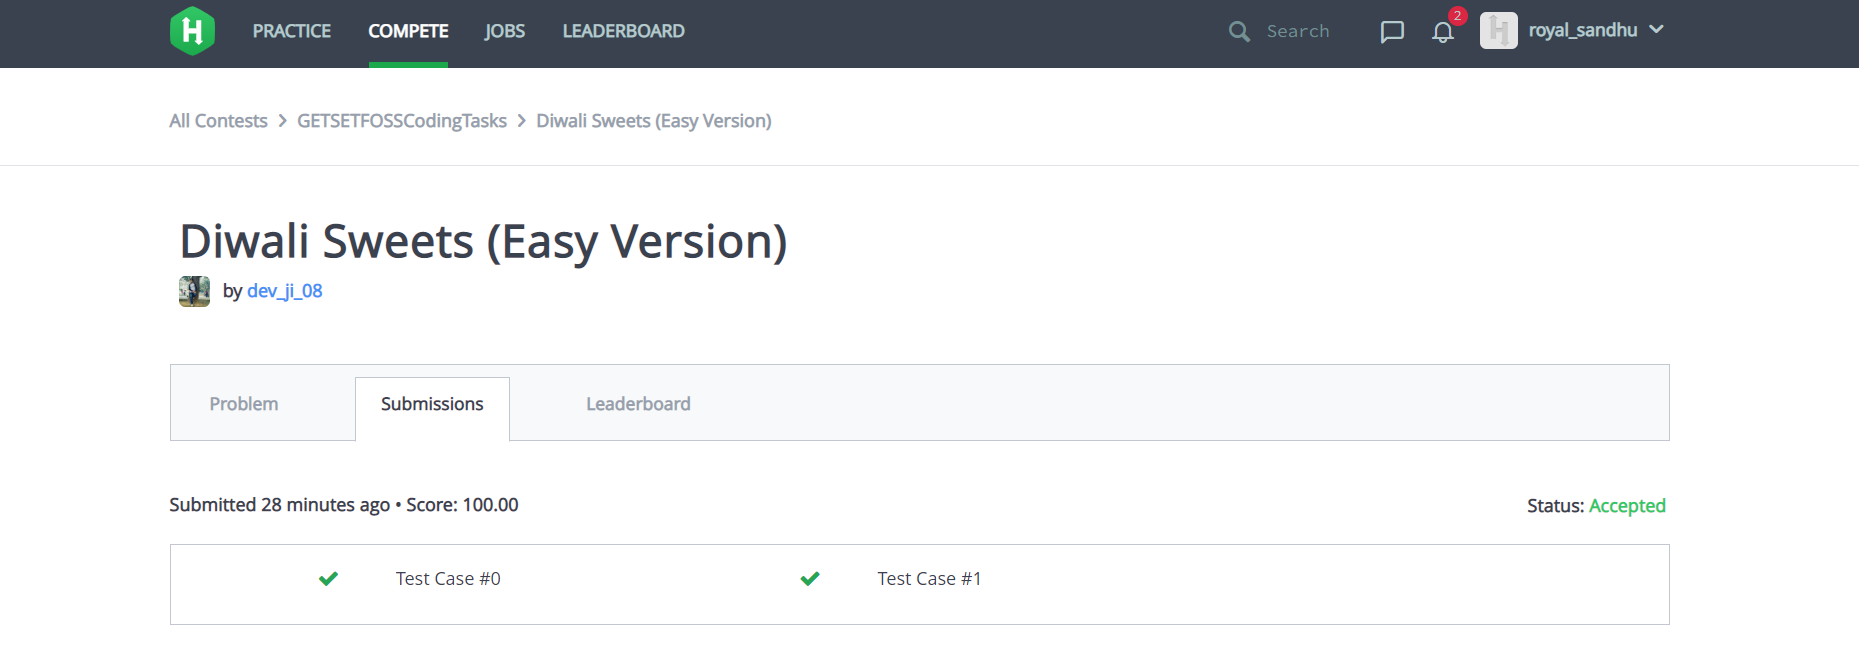 PRACTICE COMPETE JOBS LEADERBOARD Search 2 royal_sandhu
All Contests > GETSETFOSSCodingTasks > Diwali Sweets (Easy Version)
Diwali Sweets (Easy Version)
by dev_ji_08
Problem Submissions Leaderboard
Submitted 28 minutes ago • Score: 100.00 Status: Accepted
Test Case #0 Test Case #1